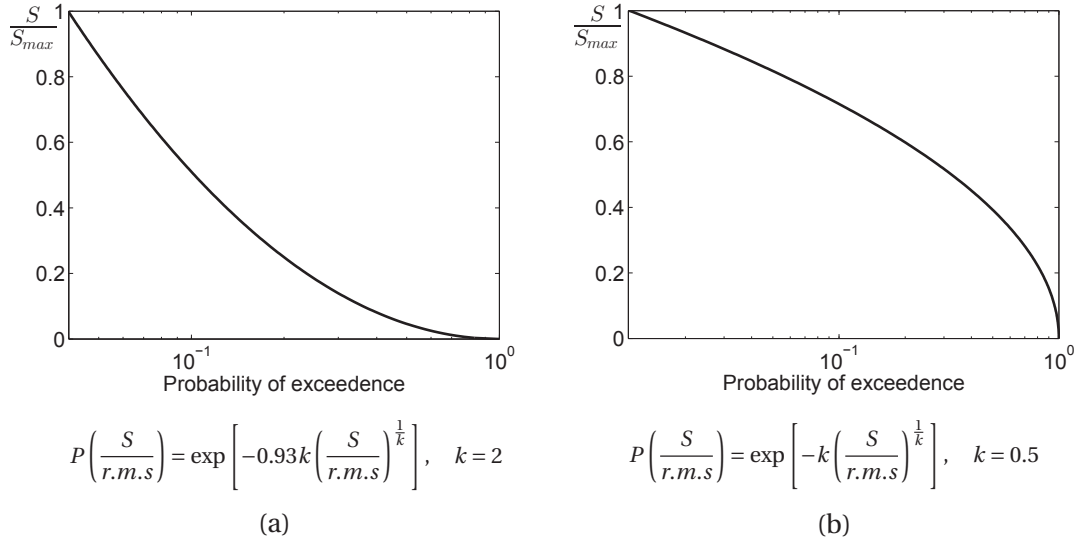 S
S_max
1
0.8
0.6
0.4
0.2
0
10^−1
10^0
Probability of exceedence
P(S/r.m.s) = exp[−0.93k(S/r.m.s)^(1/k)], k = 2
(a)
S
S_max
1
0.8
0.6
0.4
0.2
0
10^−1
10^0
Probability of exceedence
P(S/r.m.s) = exp[−k(S/r.m.s)^(1/k)], k = 0.5
(b)